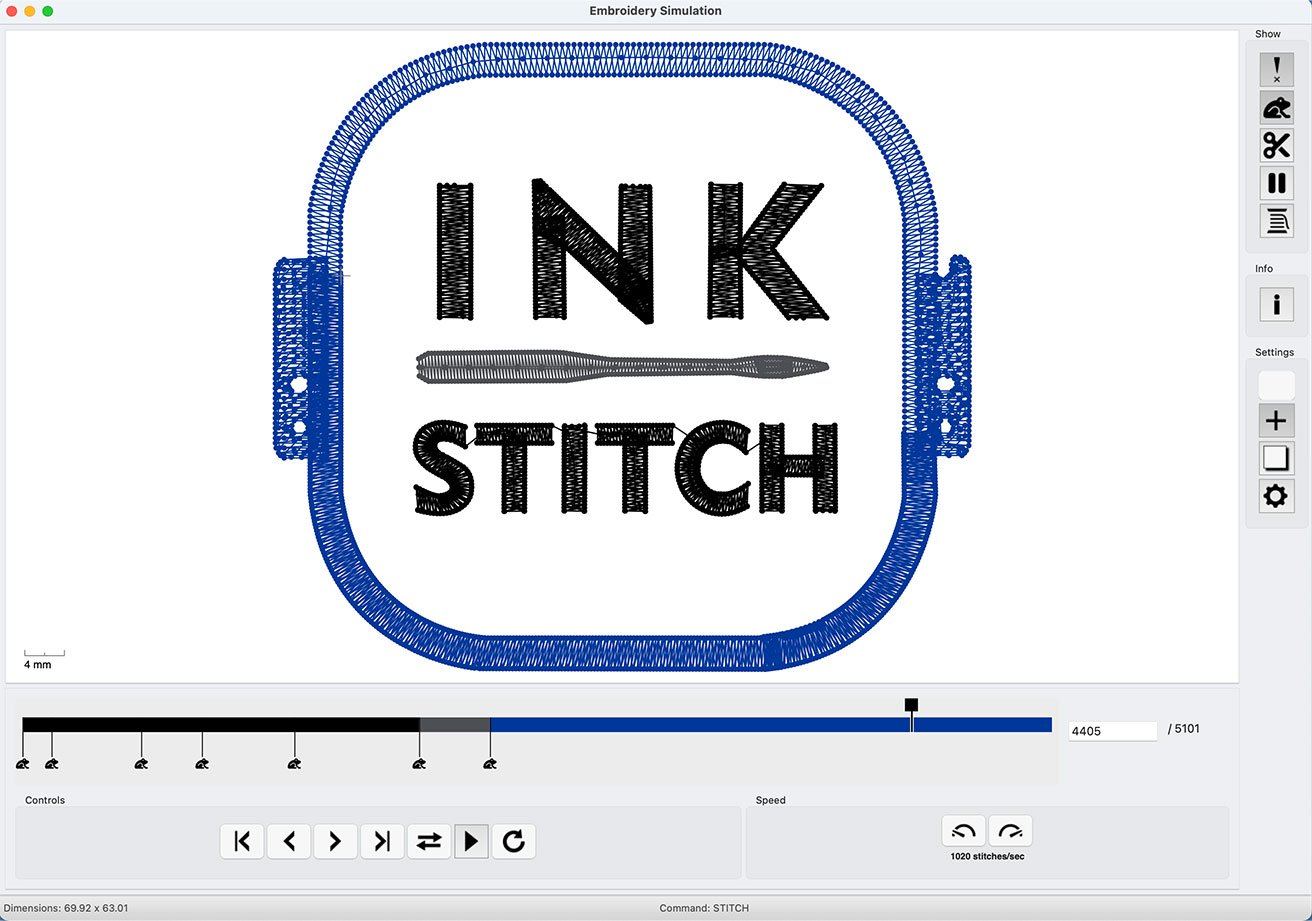 Embroidery Simulation
Show
INK
STITCH
Info
i
Settings
4 mm
4405
/ 5101
Controls
Speed
1020 stitches/sec
Dimensions: 69.92 x 63.01
Command: STITCH